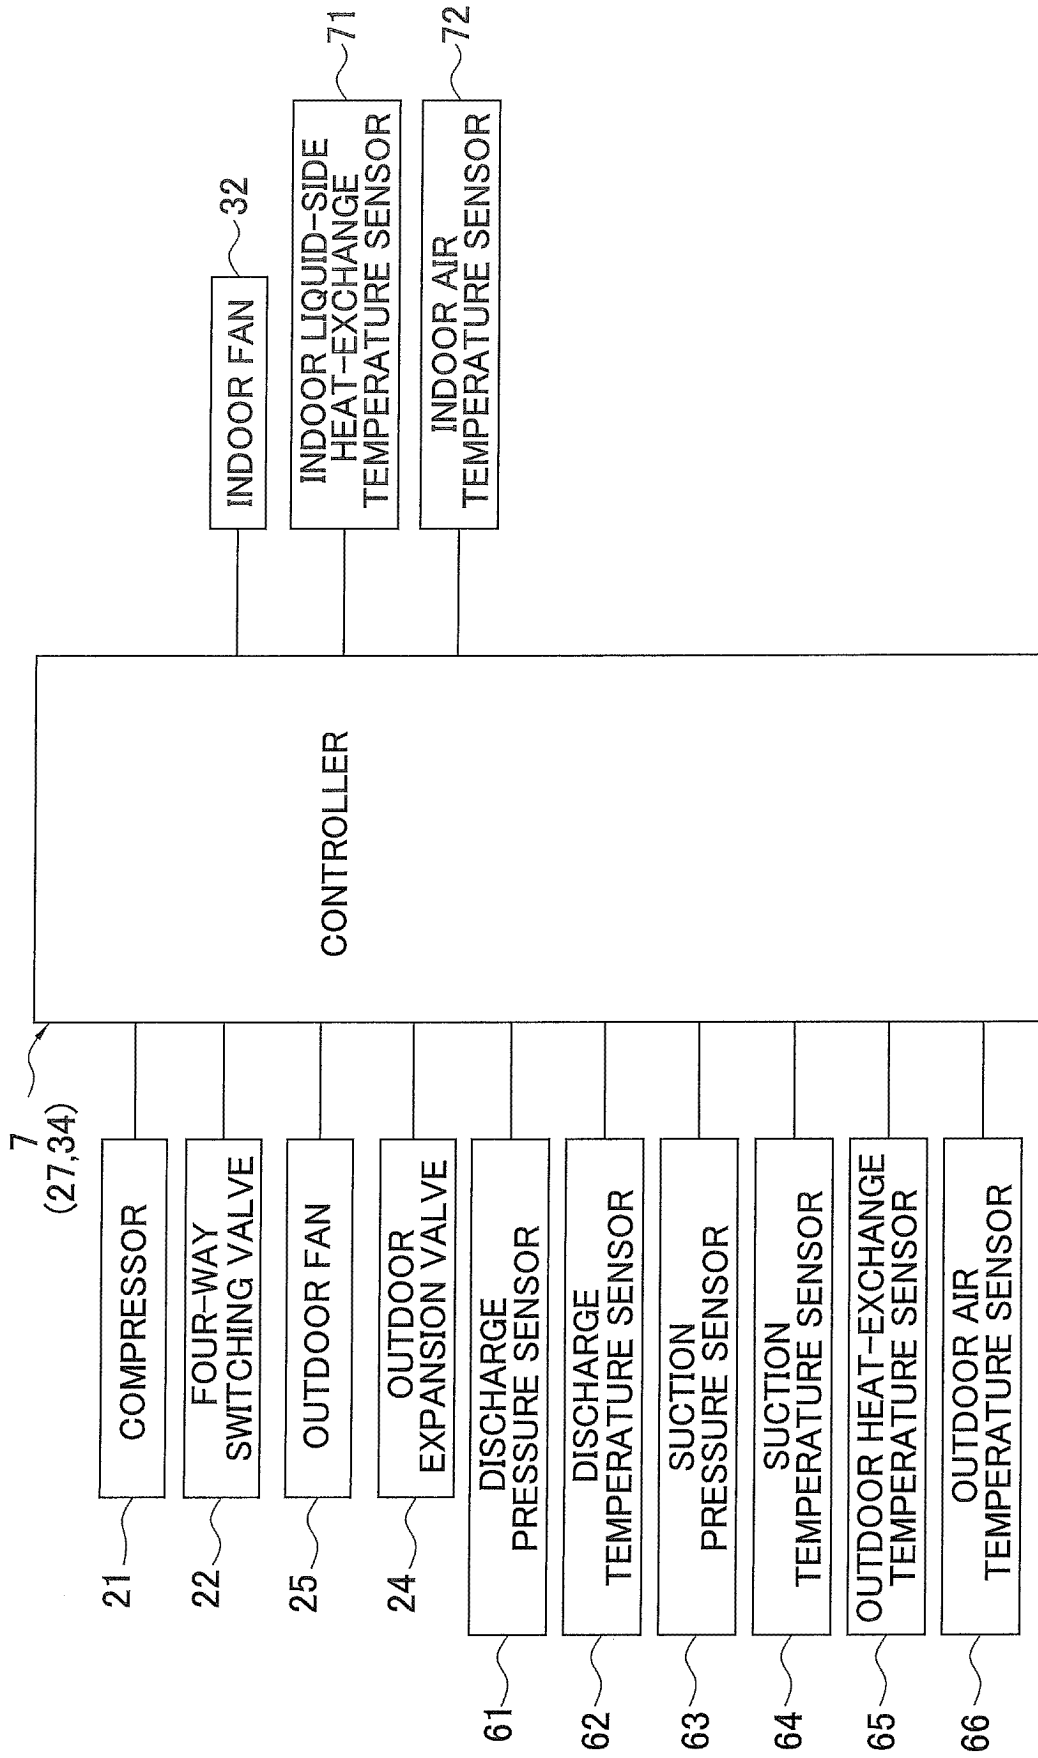 7
(27,34)
CONTROLLER
21
COMPRESSOR
22
FOUR-WAY
SWITCHING VALVE
25
OUTDOOR FAN
24
OUTDOOR
EXPANSION VALVE
61
DISCHARGE
PRESSURE SENSOR
62
DISCHARGE
TEMPERATURE SENSOR
63
SUCTION
PRESSURE SENSOR
64
SUCTION
TEMPERATURE SENSOR
65
OUTDOOR HEAT-EXCHANGE
TEMPERATURE SENSOR
66
OUTDOOR AIR
TEMPERATURE SENSOR
INDOOR FAN
32
INDOOR LIQUID-SIDE
HEAT-EXCHANGE
TEMPERATURE SENSOR
71
INDOOR AIR
TEMPERATURE SENSOR
72